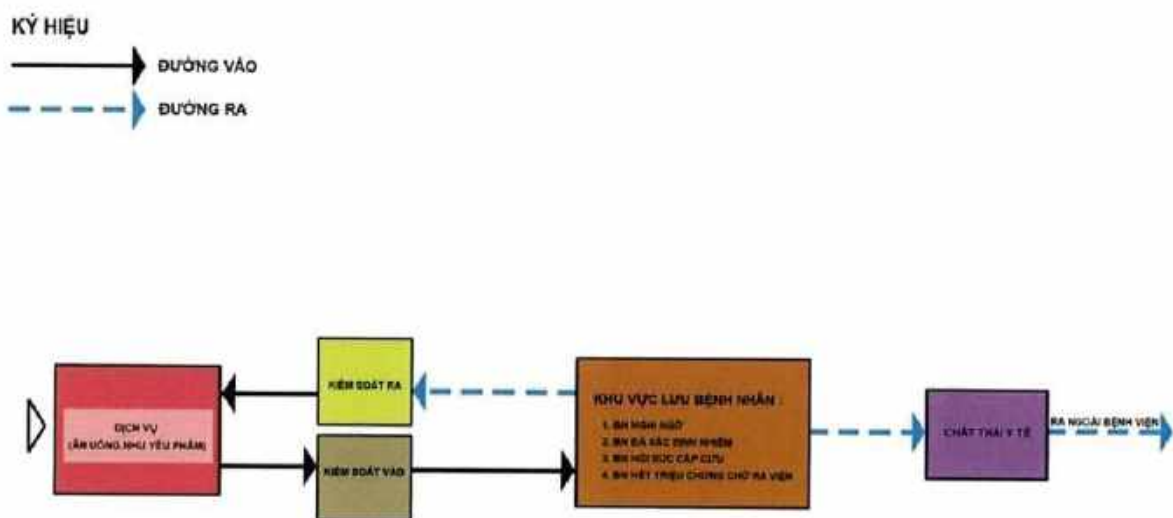 KÝ HIỆU
ĐƯỜNG VÀO
ĐƯỜNG RA
DỊCH VỤ
(ĂN UỐNG,NHU YẾU PHẨM)
KIỂM SOÁT RA
KIỂM SOÁT VÀO
KHU VỰC LƯU BỆNH NHÂN :
1. BN NGHI NGỜ
2. BN ĐÃ XÁC ĐỊNH NHIỄM
3. BN HỒI SỨC CẤP CỨU
4. BN HẾT TRIỆU CHỨNG CHỜ RA VIỆN
CHẤT THẢI Y TẾ
RA NGOÀI BỆNH VIỆN